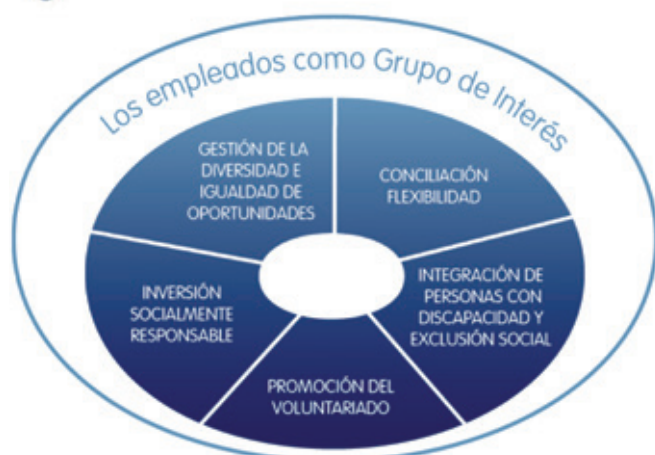 Los empleados como Grupo de Interés
GESTIÓN DE LA
DIVERSIDAD E
IGUALDAD DE
OPORTUNIDADES
CONCILIACIÓN
FLEXIBILIDAD
INTEGRACIÓN DE
PERSONAS CON
DISCAPACIDAD Y
EXCLUSIÓN SOCIAL
PROMOCIÓN DEL
VOLUNTARIADO
INVERSIÓN
SOCIALMENTE
RESPONSABLE